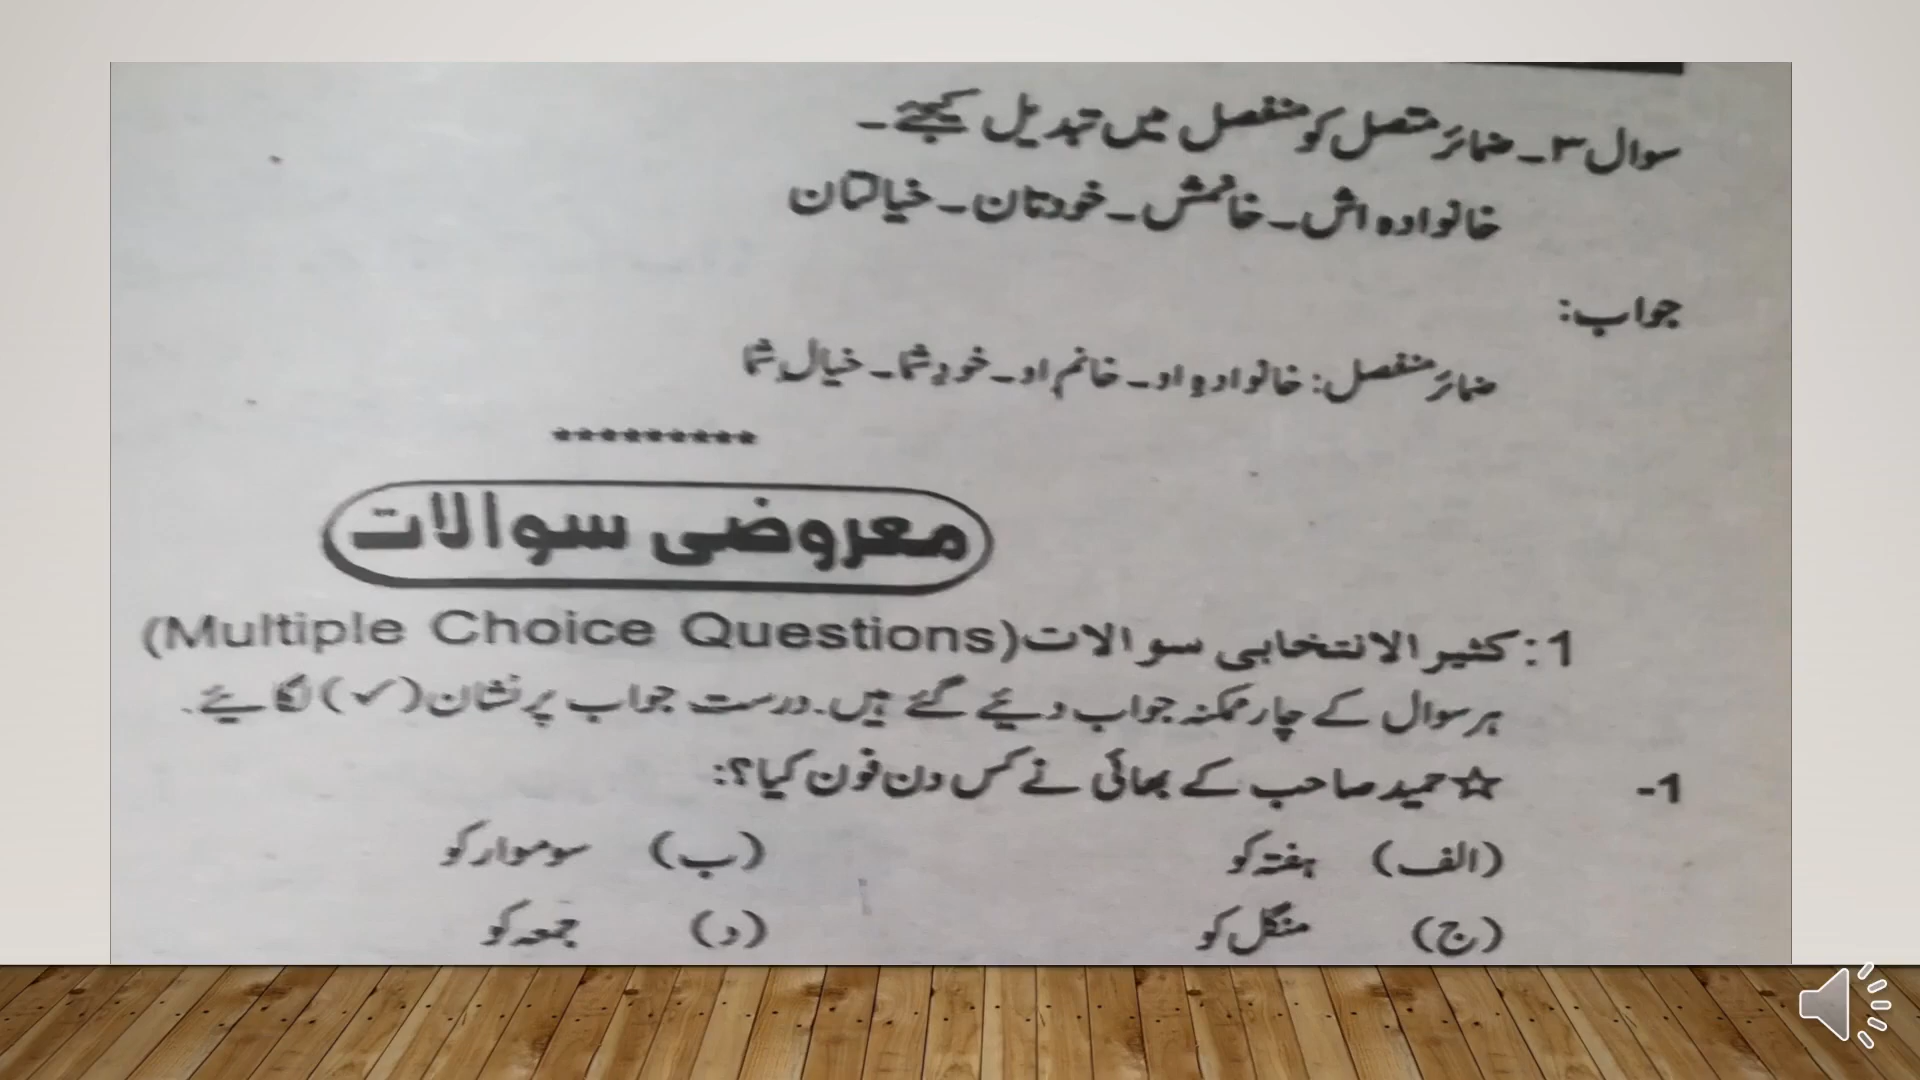 سوال ۳۔ ضمائر متصل کو منفصل میں تبدیل کیجئے۔
خانوادہ اش۔ خانمش۔ خودتان۔ خیالتان
جواب:
ضمائر منفصل: خانوادہِ او۔ خانمِ او۔ خودِ شما۔ خیالِ شما
*********
معروضی سوالات
1: کثیر الانتخابی سوالات (Multiple Choice Questions)
ہر سوال کے چار ممکنہ جواب دیئے گئے ہیں۔ درست جواب پر نشان (✓) لگایئے۔
1- ☆ حمید صاحب کے بھائی نے کس دن فون کیا؟:
(الف) ہفتہ کو (ب) سوموار کو
(ج) منگل کو (د) جمعہ کو